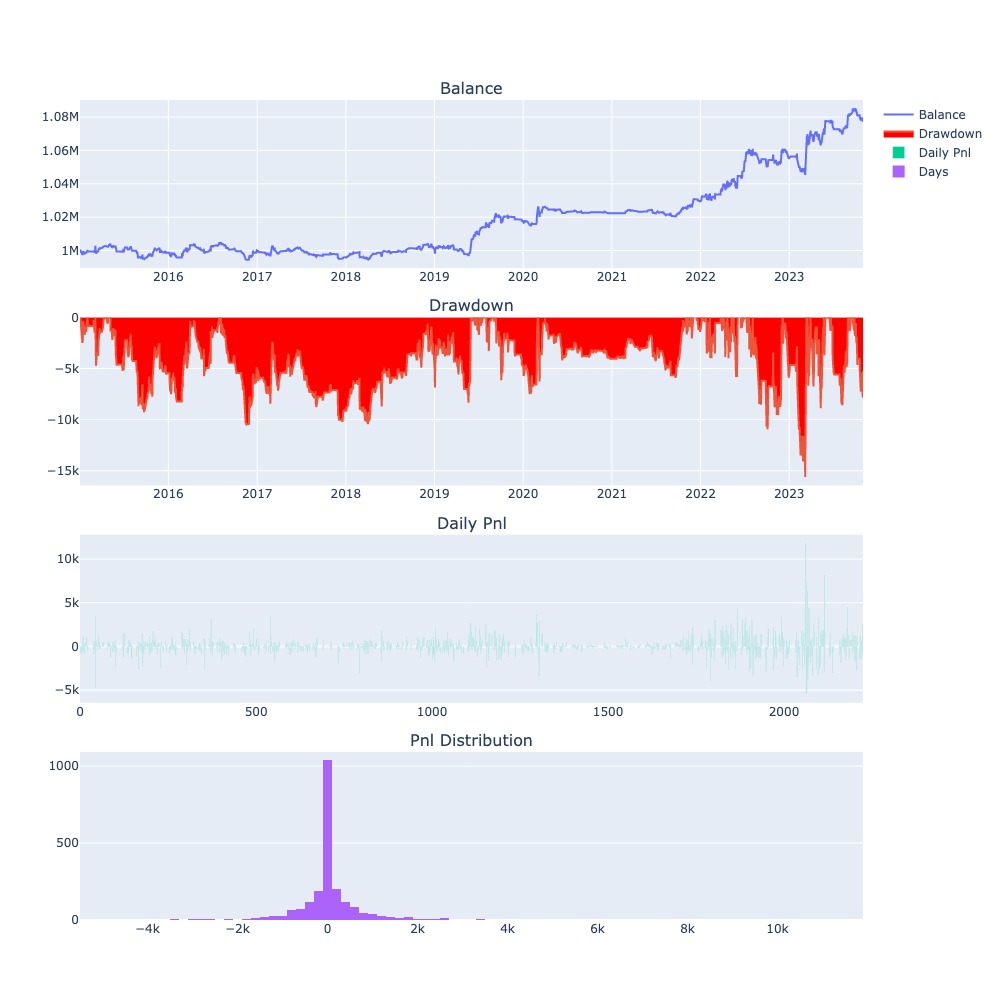 Balance
1.08M
1.06M
1.04M
1.02M
1M
2016 2017 2018 2019 2020 2021 2022 2023
Balance
Drawdown
Daily Pnl
Days
Drawdown
0
−5k
−10k
−15k
2016 2017 2018 2019 2020 2021 2022 2023
Daily Pnl
10k
5k
0
−5k
0 500 1000 1500 2000
Pnl Distribution
1000
500
0
−4k −2k 0 2k 4k 6k 8k 10k